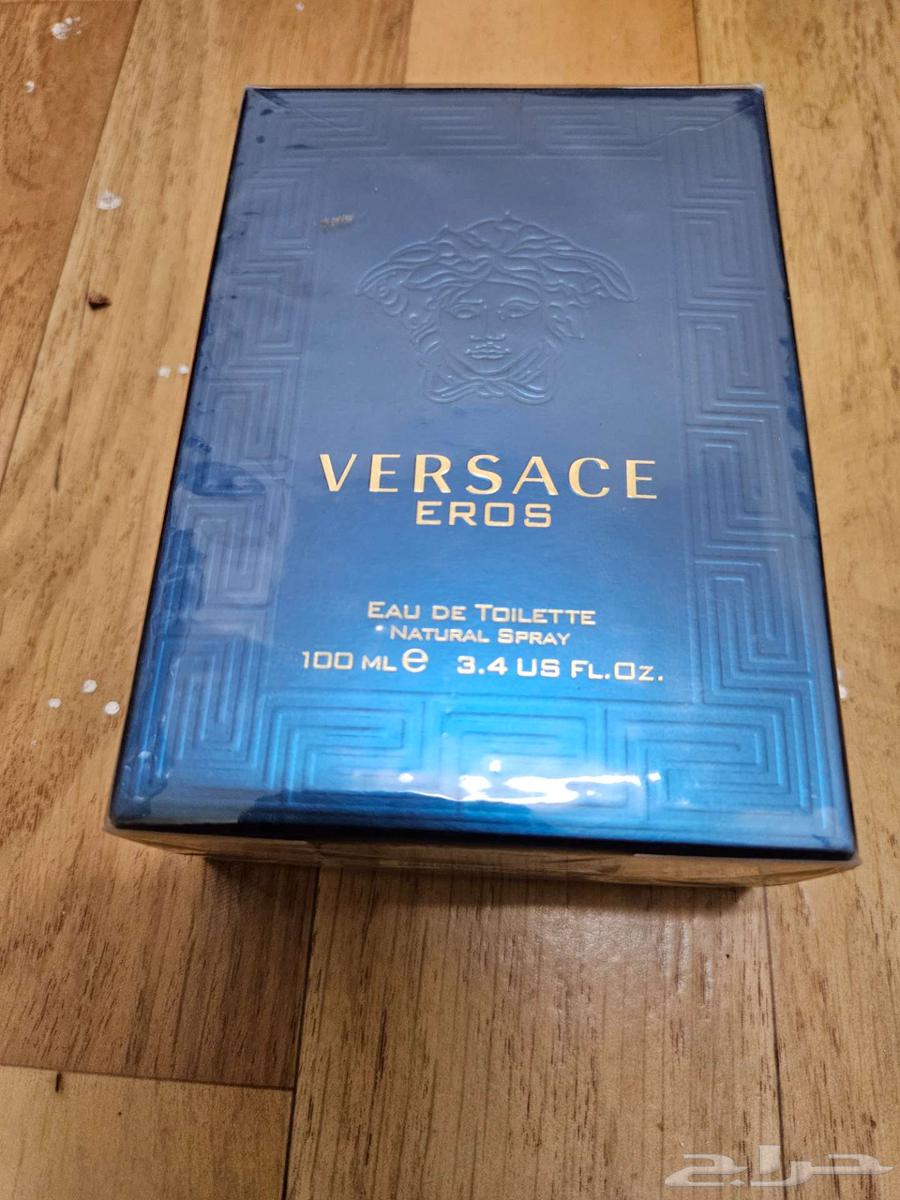 VERSACE
EROS
EAU DE TOILETTE
NATURAL SPRAY
100 ML e 3.4 US FL.OZ.
حراج